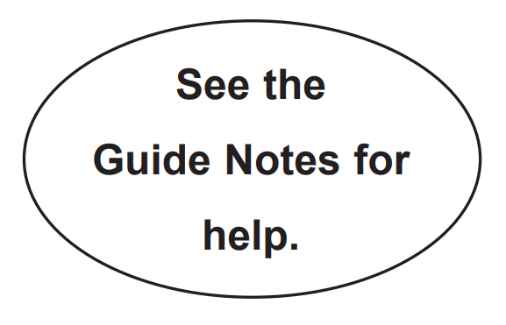 See the
Guide Notes for
help.